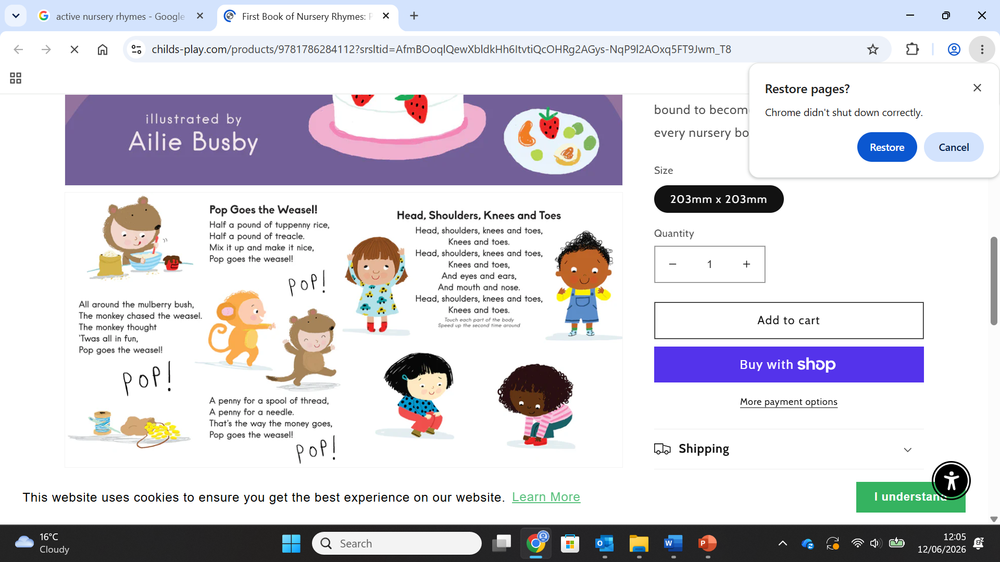 active nursery rhymes - Google
First Book of Nursery Rhymes: P
childs-play.com/products/9781786284112?srsltid=AfmBOoqlQewXbldkHh6ItvtiQcOHRg2AGys-NqP9l2AOxq5FT9Jwm_T8
Restore pages?
Chrome didn't shut down correctly.
Restore
Cancel
illustrated by
Ailie Busby
Pop Goes the Weasel!
Half a pound of tuppenny rice,
Half a pound of treacle.
Mix it up and make it nice,
Pop goes the weasel!
POP!
All around the mulberry bush,
The monkey chased the weasel.
The monkey thought
'Twas all in fun,
Pop goes the weasel!
POP!
A penny for a spool of thread,
A penny for a needle.
That's the way the money goes,
Pop goes the weasel!
POP!
Head, Shoulders, Knees and Toes
Head, shoulders, knees and toes,
Knees and toes.
Head, shoulders, knees and toes,
Knees and toes,
And eyes and ears,
And mouth and nose.
Head, shoulders, knees and toes,
Knees and toes.
Touch each part of the body
Speed up the second time around
bound to becom
every nursery bo
Size
203mm x 203mm
Quantity
1
Add to cart
Buy with shop
More payment options
Shipping
This website uses cookies to ensure you get the best experience on our website. Learn More
I understand
16°C
Cloudy
Search
12:05
12/06/2026